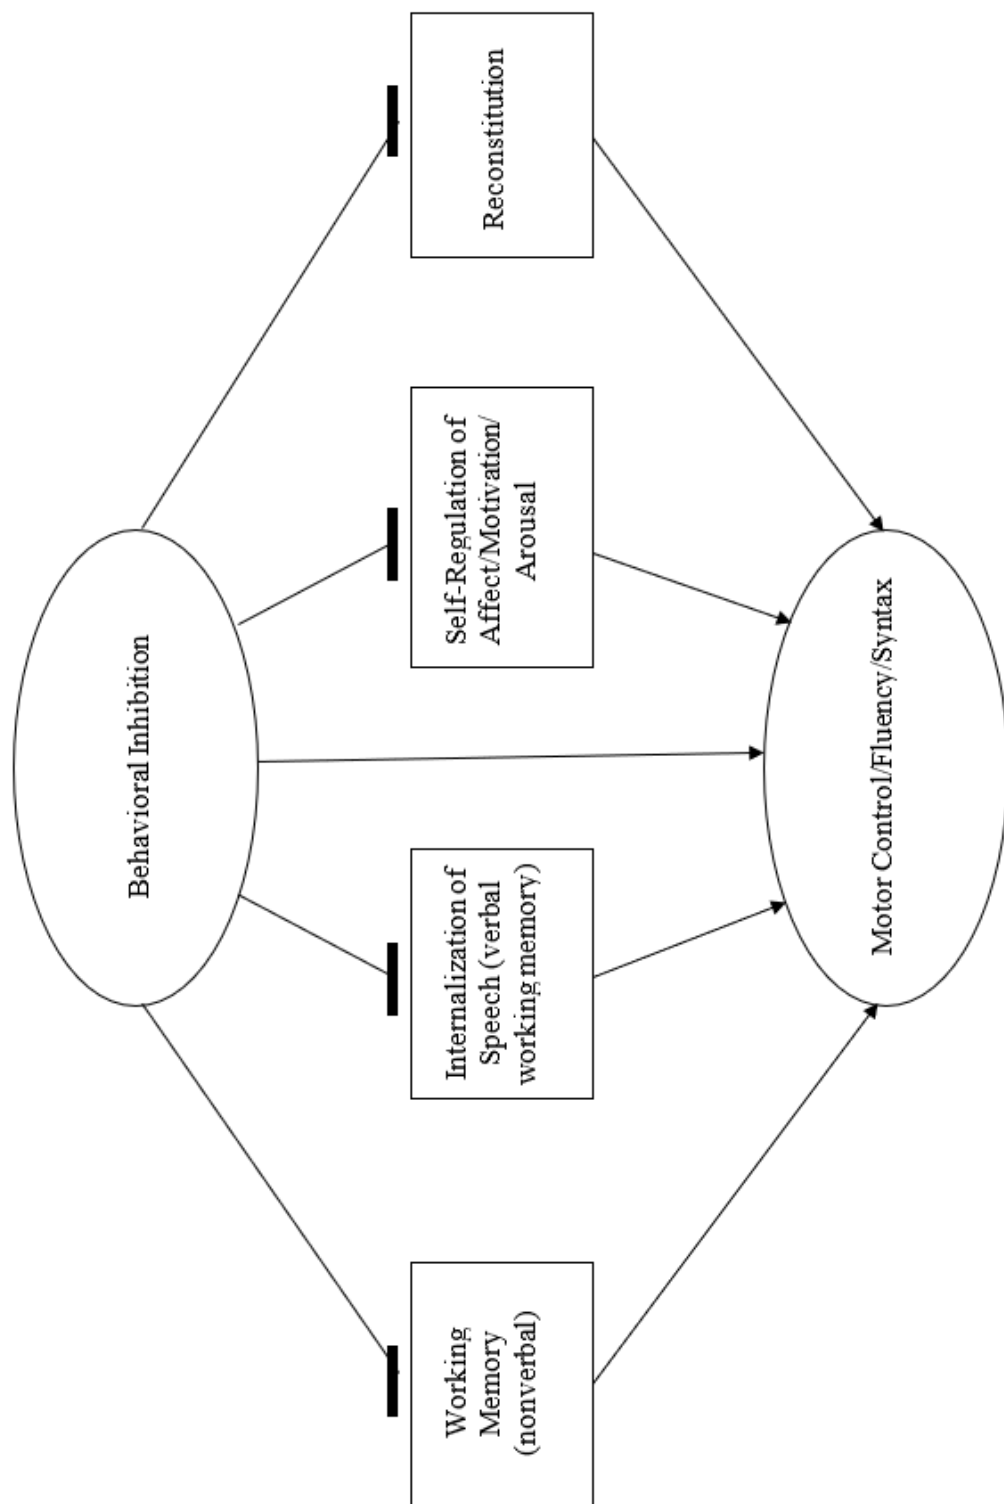 Behavioral Inhibition
Working
Memory
(nonverbal)
Internalization of
Speech (verbal
working memory)
Self-Regulation of
Affect/Motivation/
Arousal
Reconstitution
Motor Control/Fluency/Syntax